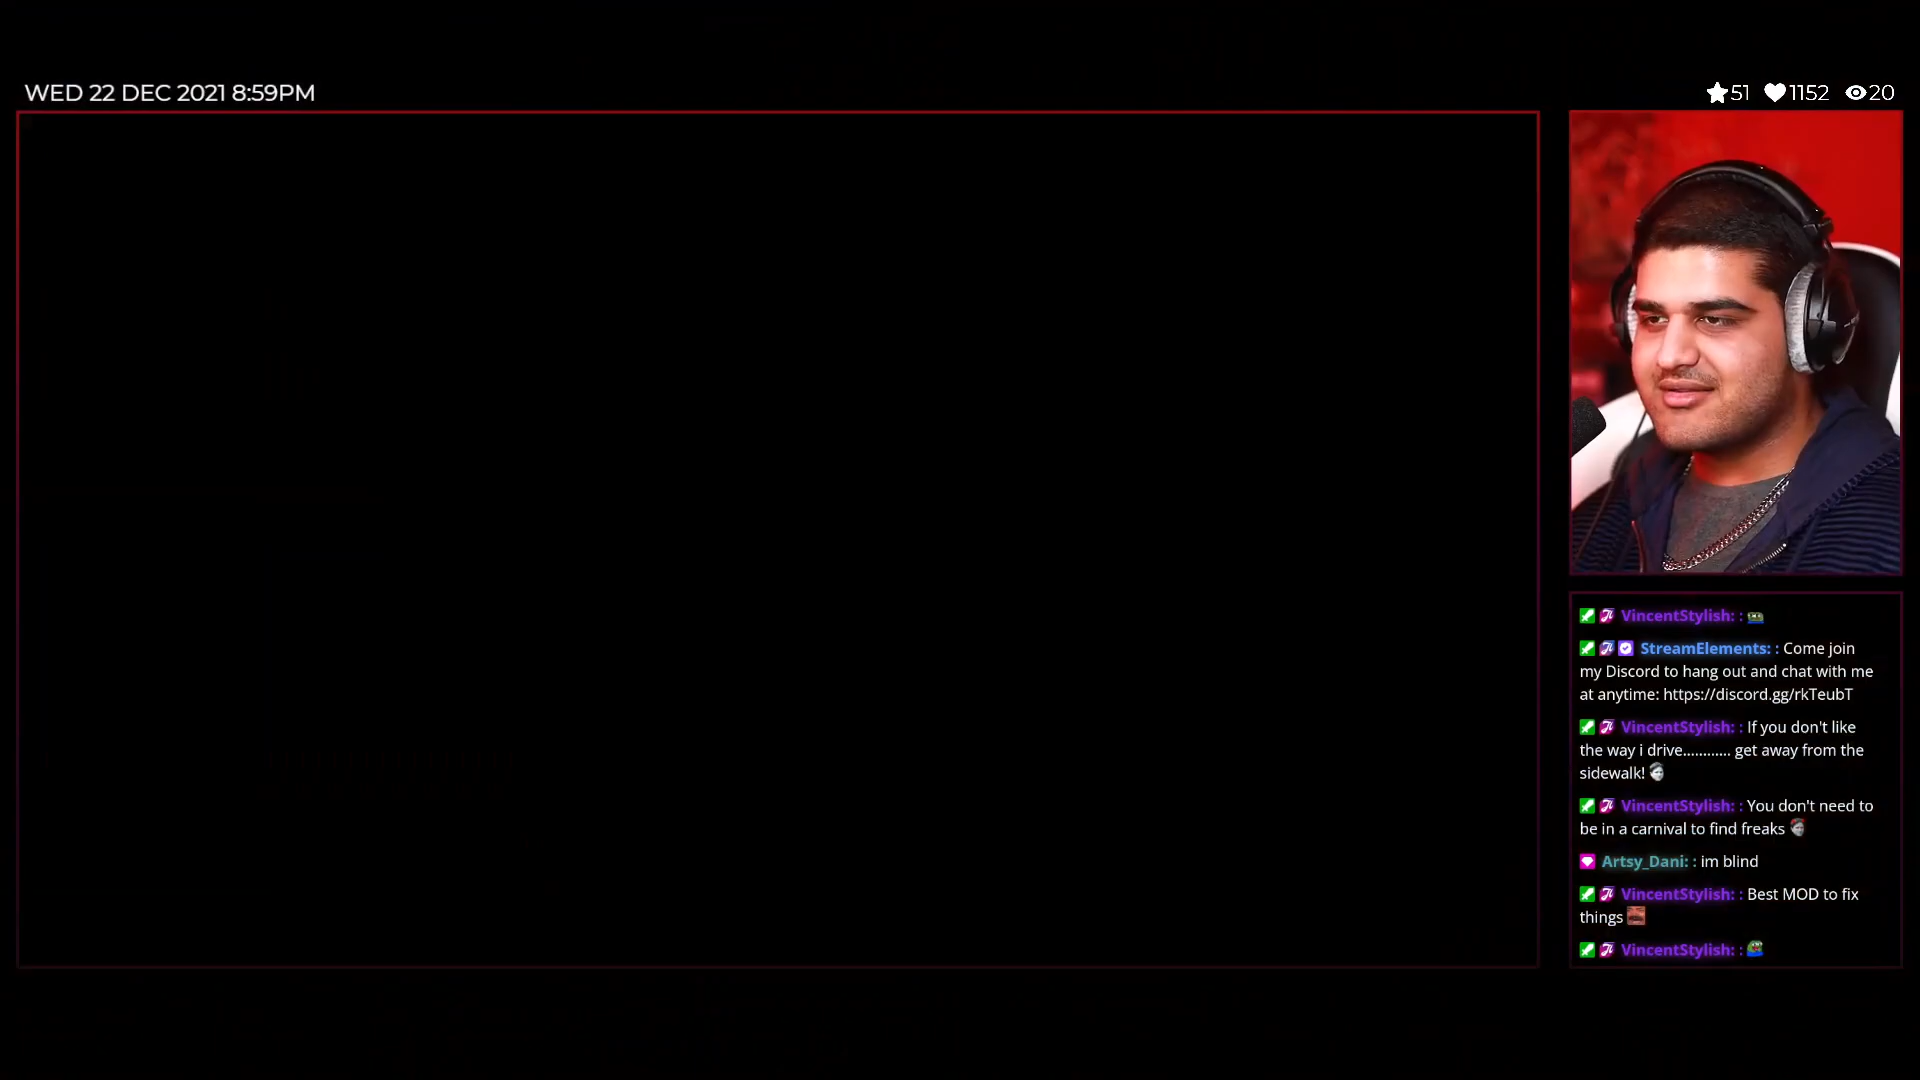 WED 22 DEC 2021 8:59PM
51 1152 20
VincentStylish: :
StreamElements: : Come join
my Discord to hang out and chat with me
at anytime: https://discord.gg/rkTeubT
VincentStylish: : If you don't like
the way i drive............ get away from the
sidewalk!
VincentStylish: : You don't need to
be in a carnival to find freaks
Artsy_Dani: : im blind
VincentStylish: : Best MOD to fix
things
VincentStylish: :